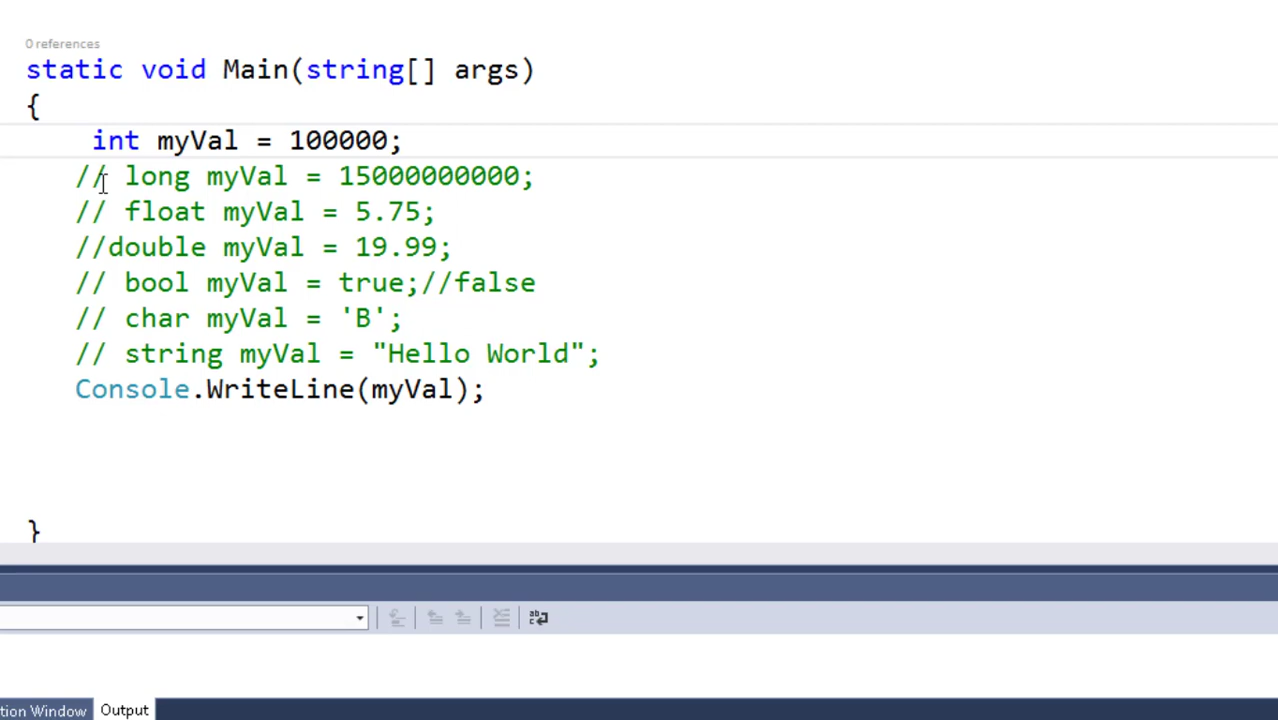 0 references
static void Main(string[] args)
{
int myVal = 100000;
// long myVal = 15000000000;
// float myVal = 5.75;
//double myVal = 19.99;
// bool myVal = true;//false
// char myVal = 'B';
// string myVal = "Hello World";
Console.WriteLine(myVal);
}
tion Window Output